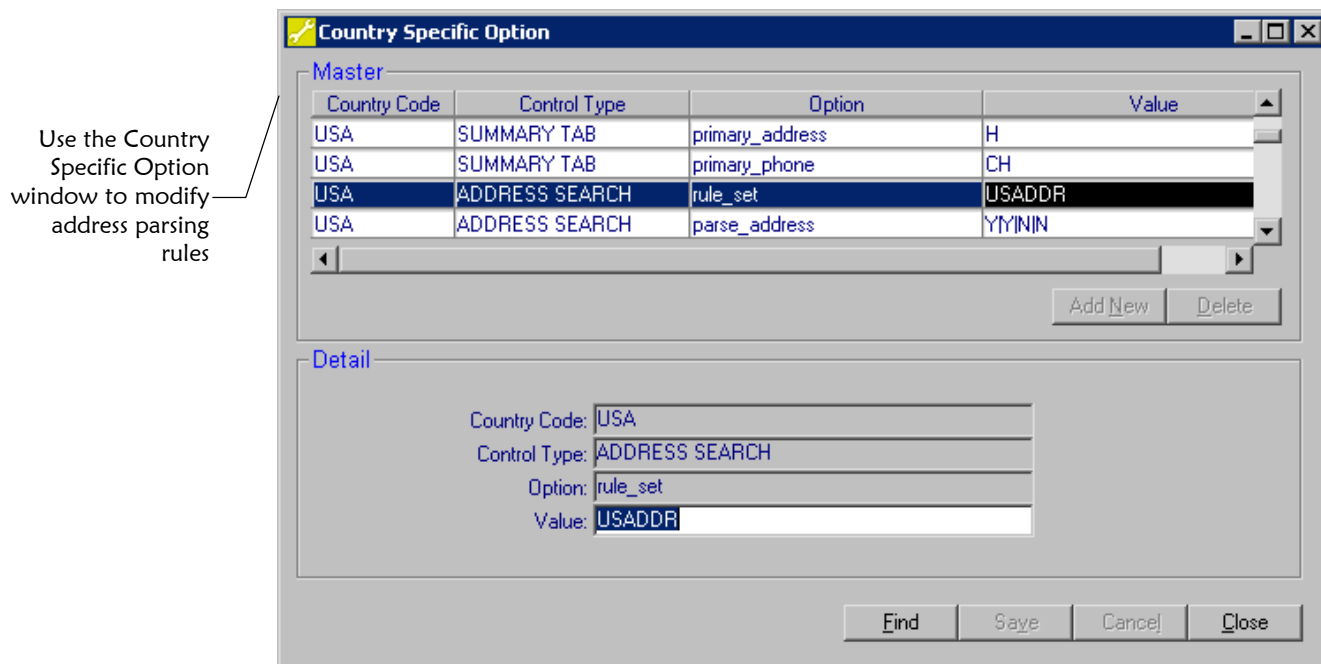 Country Specific Option
Master
Country Code Control Type Option Value
USA SUMMARY TAB primary_address H
USA SUMMARY TAB primary_phone CH
USA ADDRESS SEARCH rule_set USADDR
USA ADDRESS SEARCH parse_address Y|Y|N|N
Add New Delete
Use the Country
Specific Option
window to modify
address parsing
rules
Detail
Country Code: USA
Control Type: ADDRESS SEARCH
Option: rule_set
Value: USADDR
Find Save Cancel Close